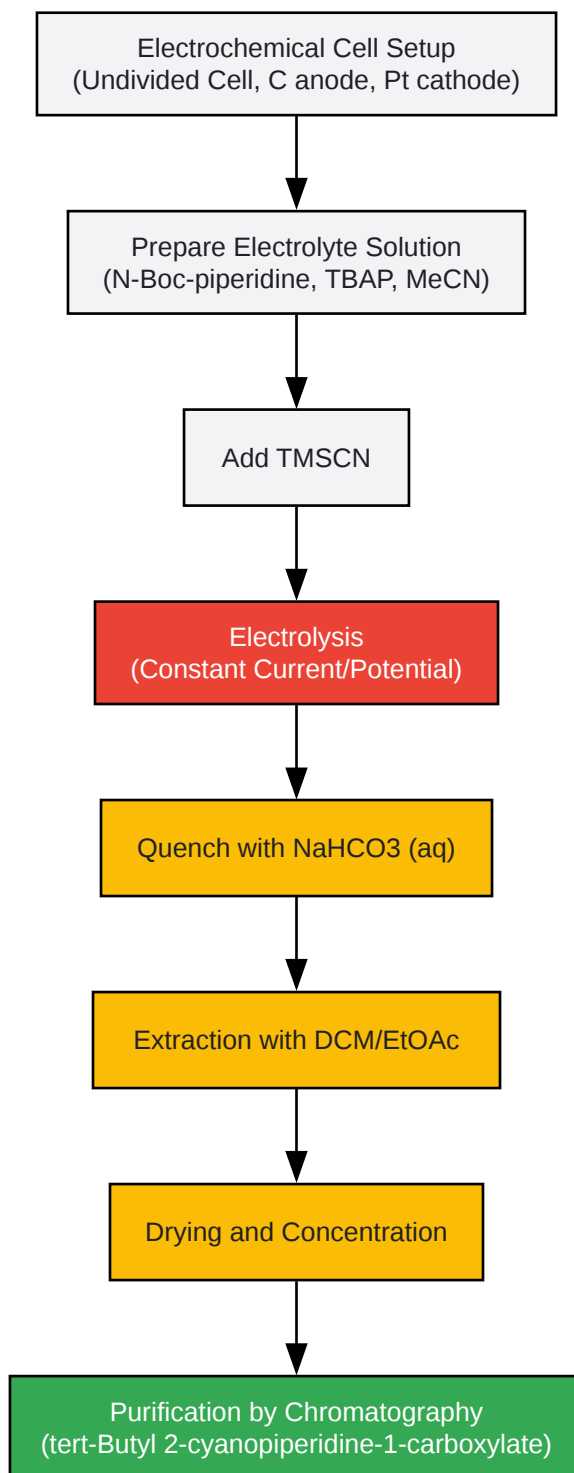 Electrochemical Cell Setup
(Undivided Cell, C anode, Pt cathode)
Prepare Electrolyte Solution
(N-Boc-piperidine, TBAP, MeCN)
Add TMSCN
Electrolysis
(Constant Current/Potential)
Quench with NaHCO3 (aq)
Extraction with DCM/EtOAc
Drying and Concentration
Purification by Chromatography
(tert-Butyl 2-cyanopiperidine-1-carboxylate)